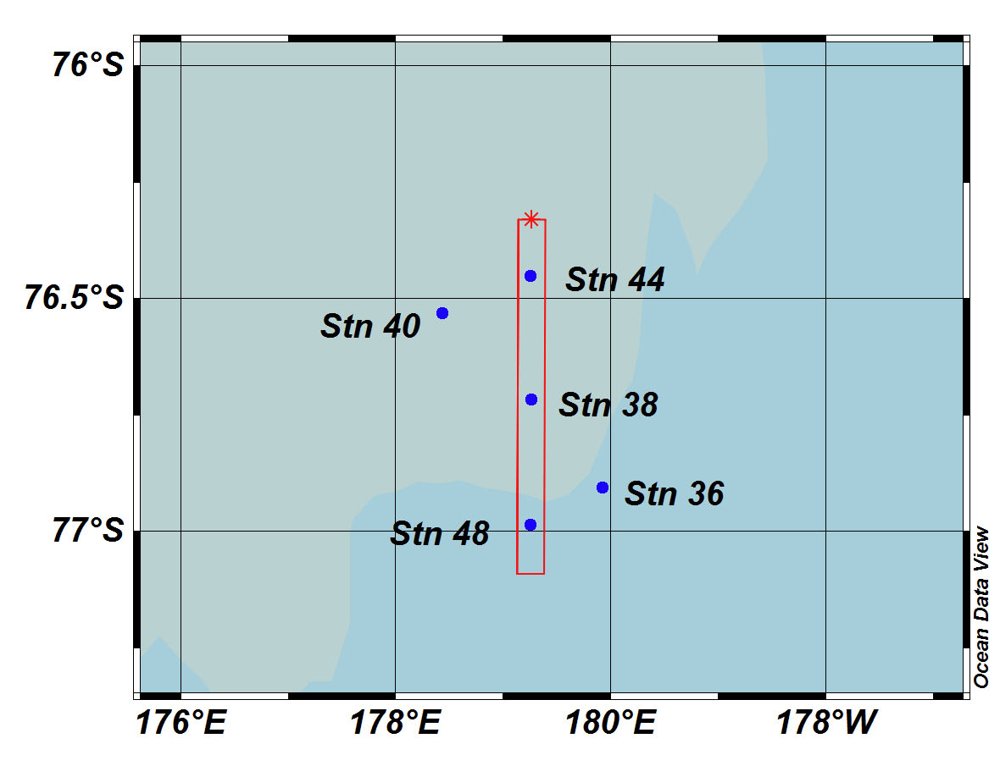 76°S
Stn 44
76.5°S
Stn 40
Stn 38
Stn 36
77°S
Stn 48
Ocean Data View
176°E
178°E
180°E
178°W